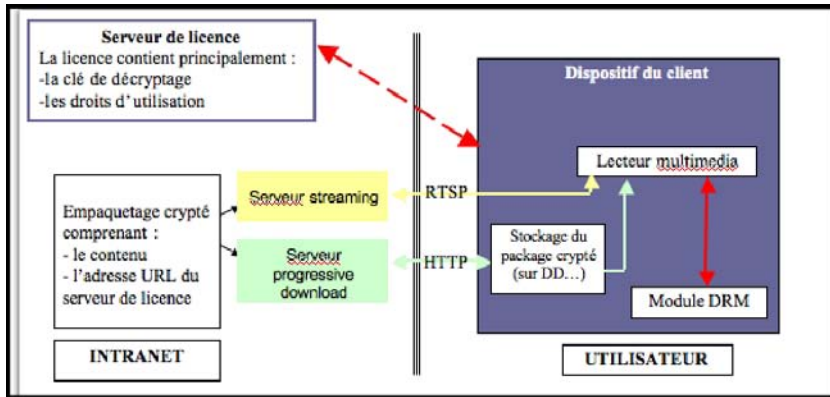 Serveur de licence
La licence contient principalement :
-la clé de décryptage
-les droits d'utilisation
Dispositif du client
Lecteur multimedia
Empaquetage crypté
comprenant :
- le contenu
- l'adresse URL du
serveur de licence
Serveur streaming
RTSP
Serveur
progressive
download
HTTP
Stockage du
package crypté
(sur DD...)
Module DRM
INTRANET
UTILISATEUR